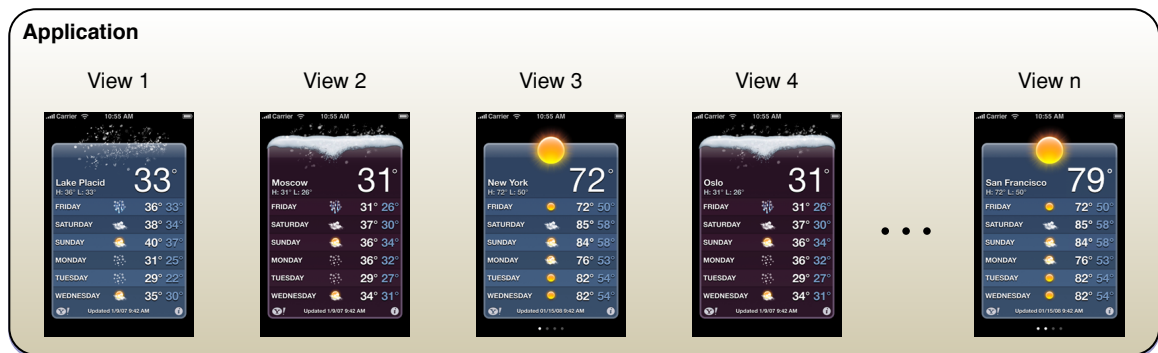 Application
View 1
View 2
View 3
View 4
View n
Carrier 10:55 AM
Lake Placid 33°
H: 36° L: 33°
FRIDAY 36° 33°
SATURDAY 38° 34°
SUNDAY 40° 37°
MONDAY 31° 25°
TUESDAY 29° 22°
WEDNESDAY 35° 30°
Y! Updated 1/9/07 9:42 AM i
Carrier 10:55 AM
Moscow 31°
H: 31° L: 26°
FRIDAY 31° 26°
SATURDAY 37° 30°
SUNDAY 36° 34°
MONDAY 36° 32°
TUESDAY 29° 27°
WEDNESDAY 34° 31°
Y! Updated 1/9/07 9:42 AM i
Carrier 10:55 AM
New York 72°
H: 72° L: 50°
FRIDAY 72° 50°
SATURDAY 85° 58°
SUNDAY 84° 58°
MONDAY 76° 53°
TUESDAY 82° 54°
WEDNESDAY 82° 54°
Y! Updated 01/15/08 9:42 AM i
Carrier 10:55 AM
Oslo 31°
H: 31° L: 26°
FRIDAY 31° 26°
SATURDAY 37° 30°
SUNDAY 36° 34°
MONDAY 36° 32°
TUESDAY 29° 27°
WEDNESDAY 34° 31°
Y! Updated 1/9/07 9:42 AM i
• • •
Carrier 10:55 AM
San Francisco 79°
H: 72° L: 50°
FRIDAY 72° 50°
SATURDAY 85° 58°
SUNDAY 84° 58°
MONDAY 76° 53°
TUESDAY 82° 54°
WEDNESDAY 82° 54°
Y! Updated 01/15/08 9:42 AM i